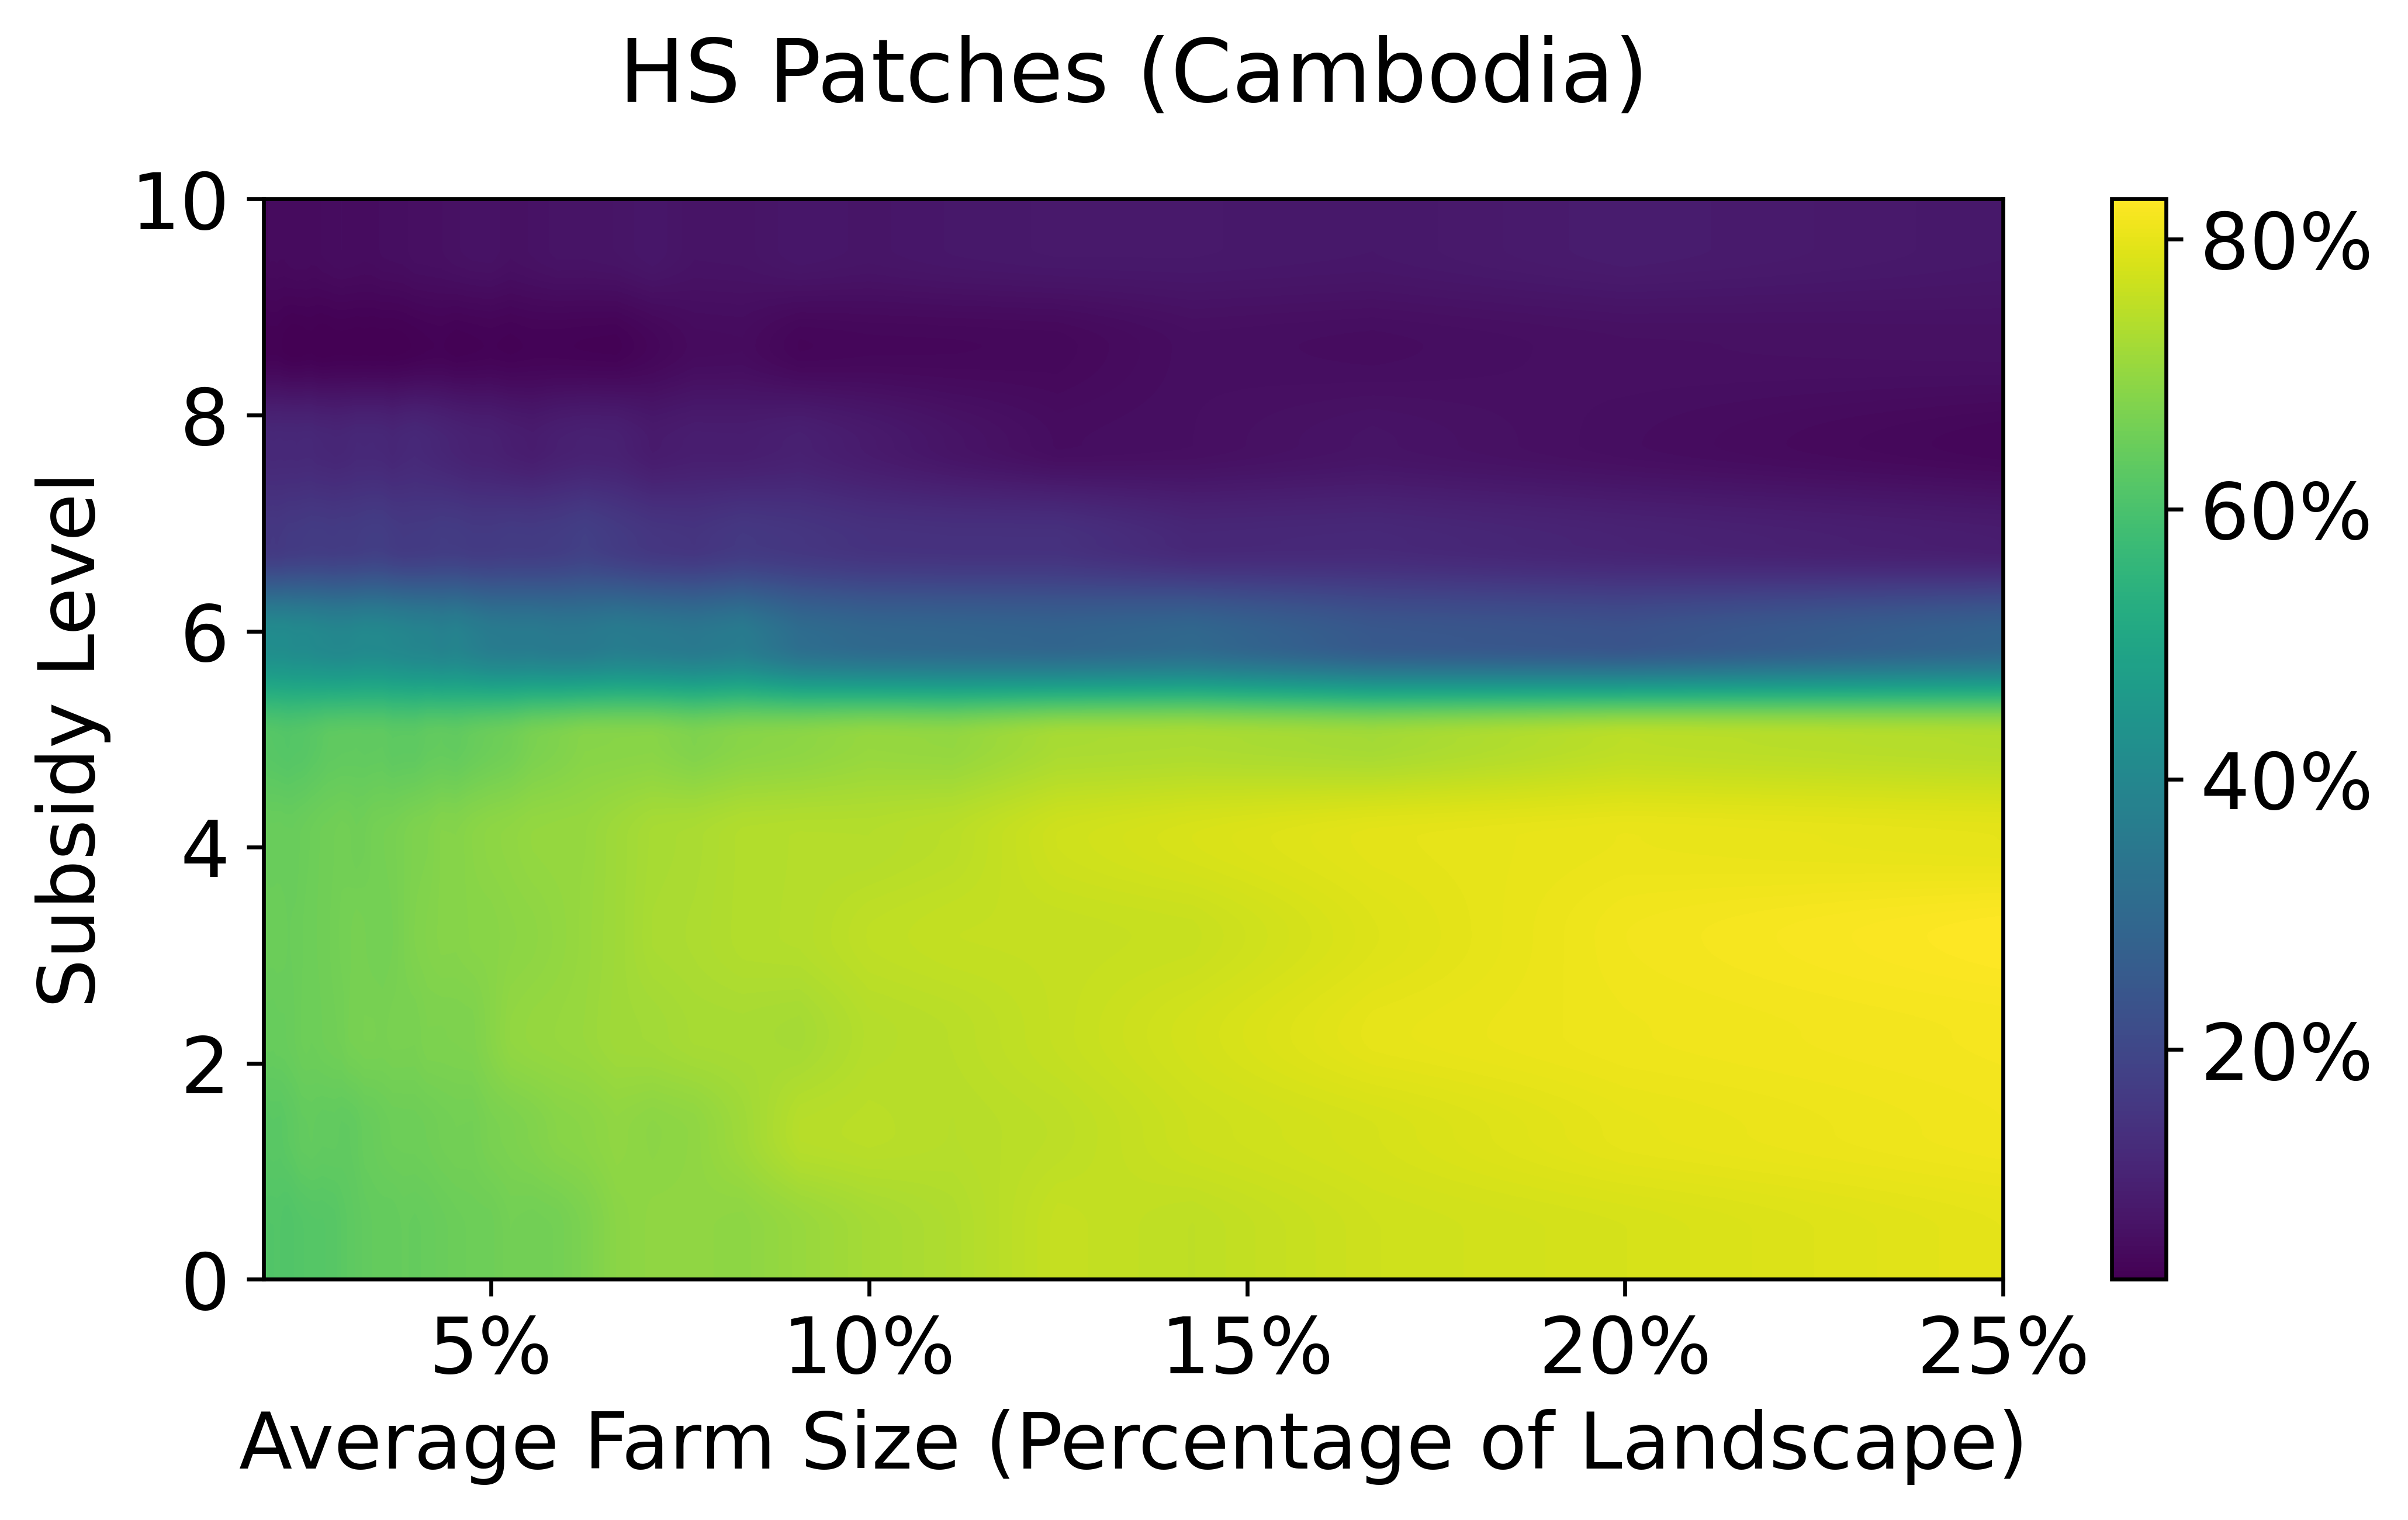 HS Patches (Cambodia)
10
8
6
4
2
0
Subsidy Level
5% 10% 15% 20% 25%
Average Farm Size (Percentage of Landscape)
80%
60%
40%
20%